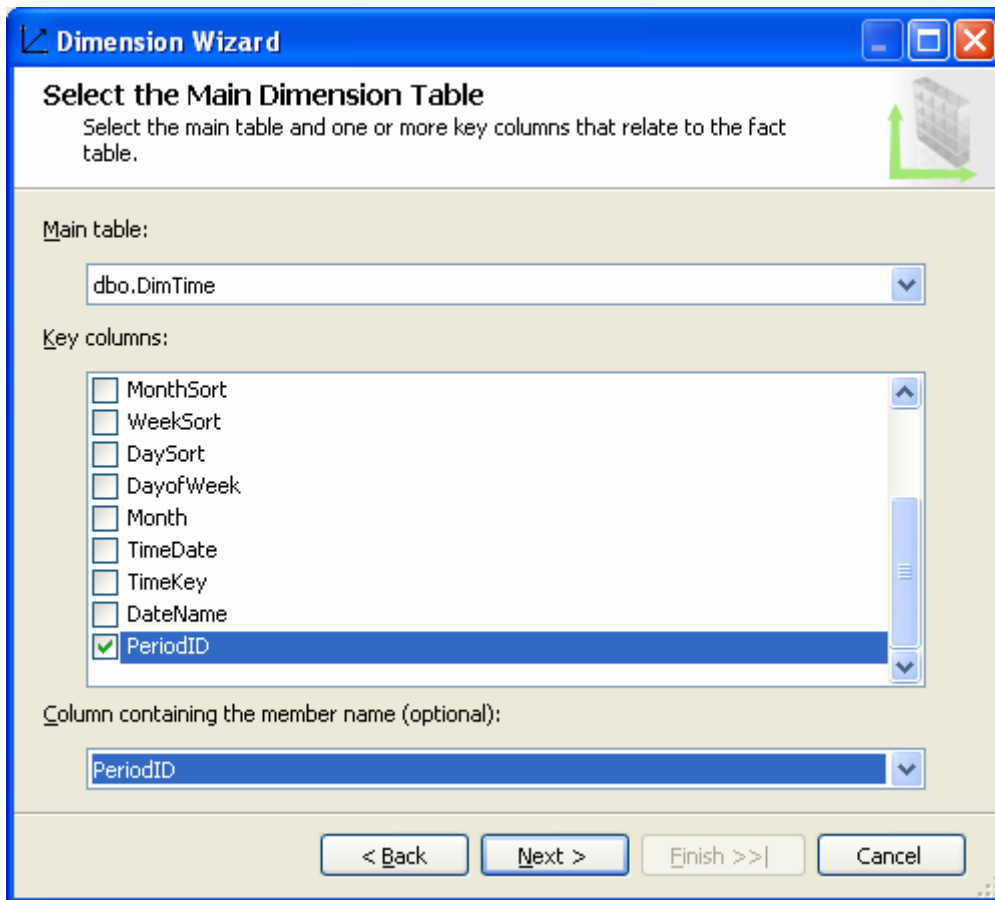 Dimension Wizard
Select the Main Dimension Table
Select the main table and one or more key columns that relate to the fact
table.
Main table:
dbo.DimTime
Key columns:
MonthSort
WeekSort
DaySort
DayofWeek
Month
TimeDate
TimeKey
DateName
PeriodID
Column containing the member name (optional):
PeriodID
< Back Next > Finish >>| Cancel